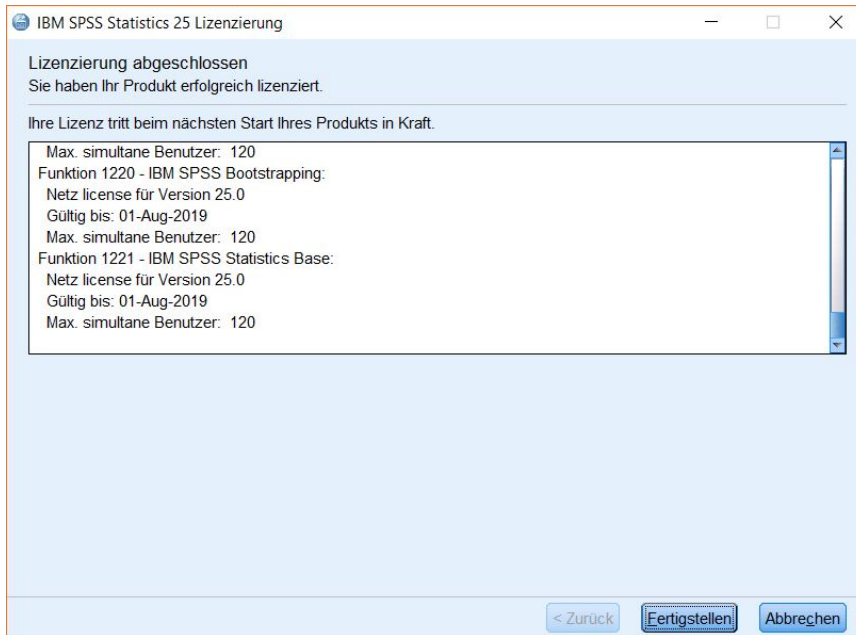 IBM SPSS Statistics 25 Lizenzierung
Lizenzierung abgeschlossen
Sie haben Ihr Produkt erfolgreich lizenziert.
Ihre Lizenz tritt beim nächsten Start Ihres Produkts in Kraft.
Max. simultane Benutzer: 120
Funktion 1220 - IBM SPSS Bootstrapping:
Netz license für Version 25.0
Gültig bis: 01-Aug-2019
Max. simultane Benutzer: 120
Funktion 1221 - IBM SPSS Statistics Base:
Netz license für Version 25.0
Gültig bis: 01-Aug-2019
Max. simultane Benutzer: 120
< Zurück Fertigstellen Abbrechen